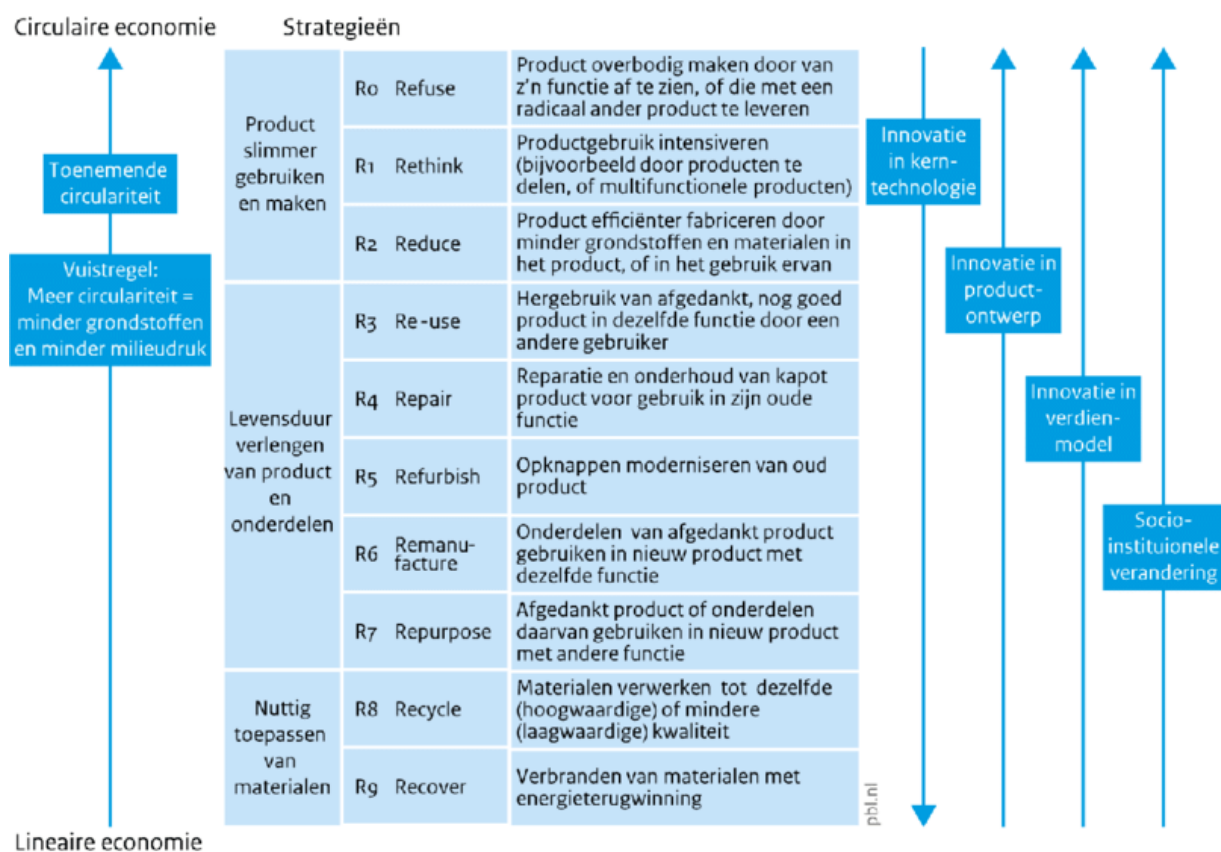 Circulaire economie
Strategieën
Toenemende
circulariteit
Vuistregel:
Meer circulariteit =
minder grondstoffen
en minder milieudruk
Lineaire economie
Product
slimmer
gebruiken
en maken
R0 Refuse
Product overbodig maken door van
z'n functie af te zien, of die met een
radicaal ander product te leveren
R1 Rethink
Productgebruik intensiveren
(bijvoorbeeld door producten te
delen, of multifunctionele producten)
R2 Reduce
Product efficiënter fabriceren door
minder grondstoffen en materialen in
het product, of in het gebruik ervan
Levensduur
verlengen
van product
en
onderdelen
R3 Re-use
Hergebruik van afgedankt, nog goed
product in dezelfde functie door een
andere gebruiker
R4 Repair
Reparatie en onderhoud van kapot
product voor gebruik in zijn oude
functie
R5 Refurbish
Opknappen moderniseren van oud
product
R6 Remanu-
facture
Onderdelen van afgedankt product
gebruiken in nieuw product met
dezelfde functie
R7 Repurpose
Afgedankt product of onderdelen
daarvan gebruiken in nieuw product
met andere functie
Nuttig
toepassen
van
materialen
R8 Recycle
Materialen verwerken tot dezelfde
(hoogwaardige) of mindere
(laagwaardige) kwaliteit
R9 Recover
Verbranden van materialen met
energieterugwinning
pbl.nl
Innovatie
in kern-
technologie
Innovatie in
product-
ontwerp
Innovatie in
verdien-
model
Socio-
instituionele
verandering